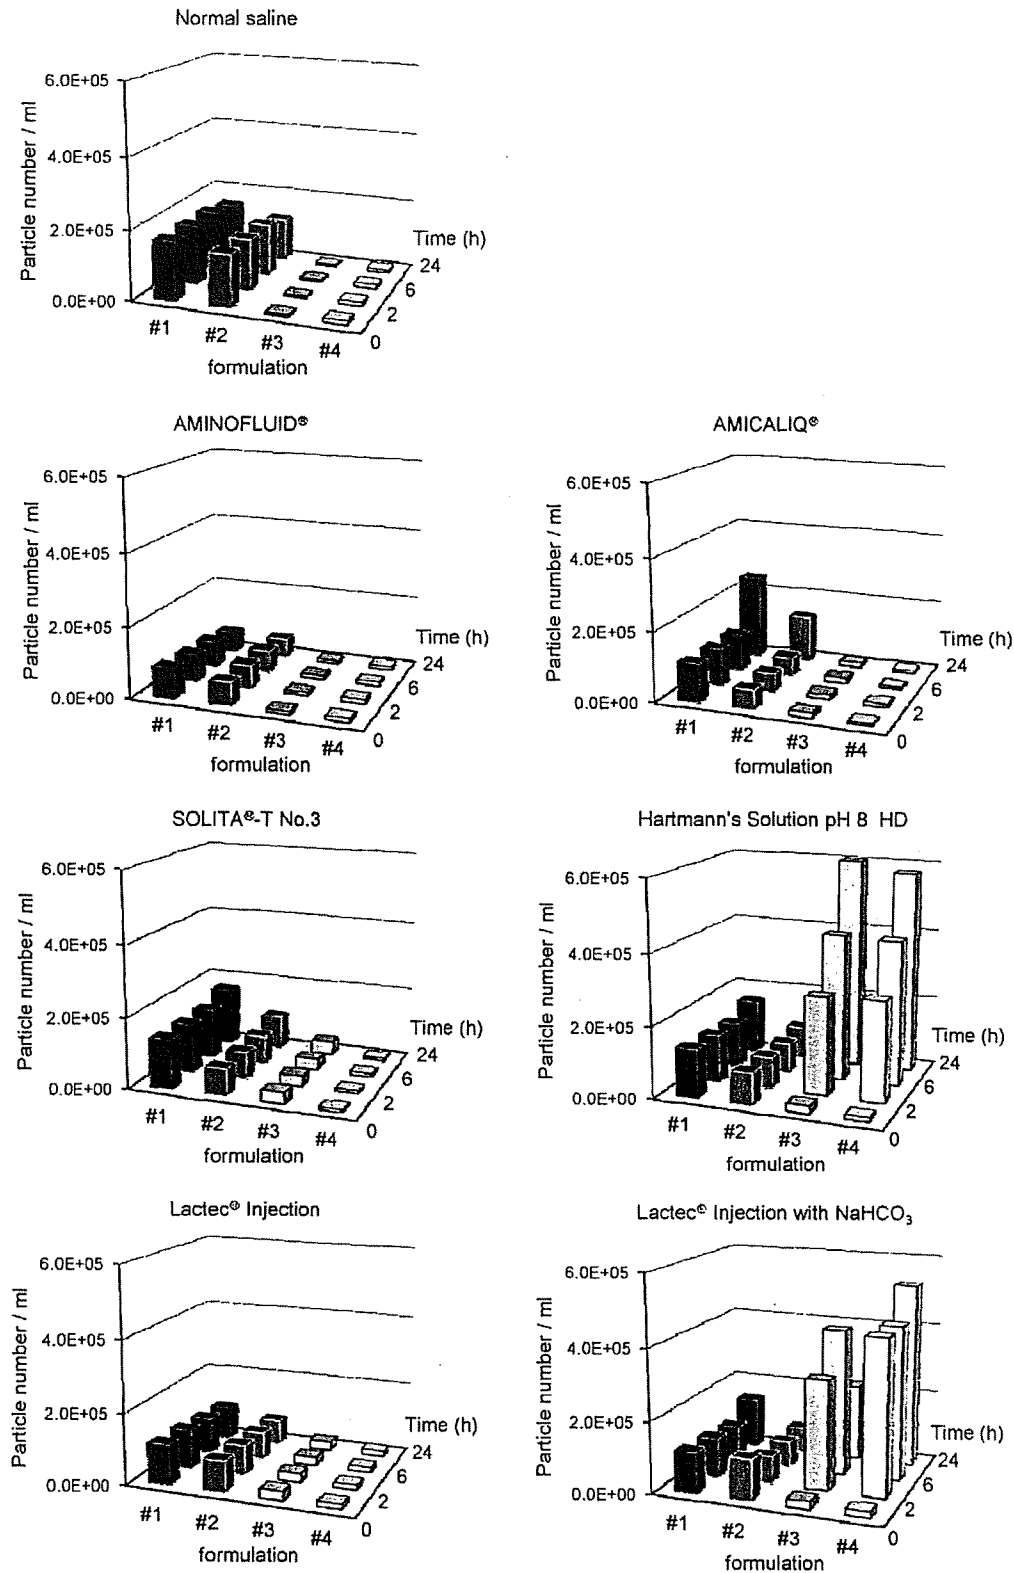 Normal saline
6.0E+05
4.0E+05
2.0E+05
0.0E+00
Particle number / ml
Time (h)
24
6
2
0
#1 #2 #3 #4
formulation
AMINOFLUID®
6.0E+05
4.0E+05
2.0E+05
0.0E+00
Particle number / ml
Time (h)
24
6
2
0
#1 #2 #3 #4
formulation
AMICALIQ®
6.0E+05
4.0E+05
2.0E+05
0.0E+00
Particle number / ml
Time (h)
24
6
2
0
#1 #2 #3 #4
formulation
SOLITA®-T No.3
6.0E+05
4.0E+05
2.0E+05
0.0E+00
Particle number / ml
Time (h)
24
6
2
0
#1 #2 #3 #4
formulation
Hartmann's Solution pH 8 HD
6.0E+05
4.0E+05
2.0E+05
0.0E+00
Particle number / ml
Time (h)
24
6
2
0
#1 #2 #3 #4
formulation
Lactec® Injection
6.0E+05
4.0E+05
2.0E+05
0.0E+00
Particle number / ml
Time (h)
24
6
2
0
#1 #2 #3 #4
formulation
Lactec® Injection with NaHCO₃
6.0E+05
4.0E+05
2.0E+05
0.0E+00
Particle number / ml
Time (h)
24
6
2
0
#1 #2 #3 #4
formulation